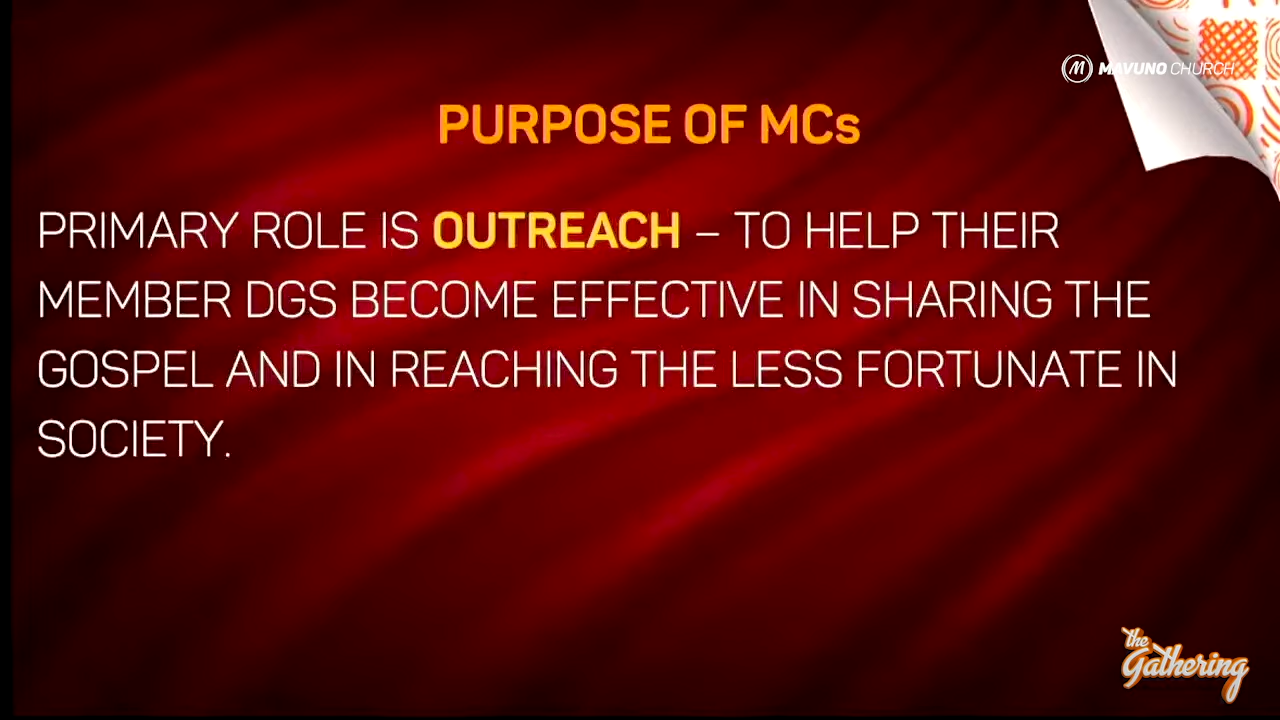 MAVUNO CHURCH
PURPOSE OF MCs
PRIMARY ROLE IS OUTREACH – TO HELP THEIR
MEMBER DGS BECOME EFFECTIVE IN SHARING THE
GOSPEL AND IN REACHING THE LESS FORTUNATE IN
SOCIETY.
the
Gathering